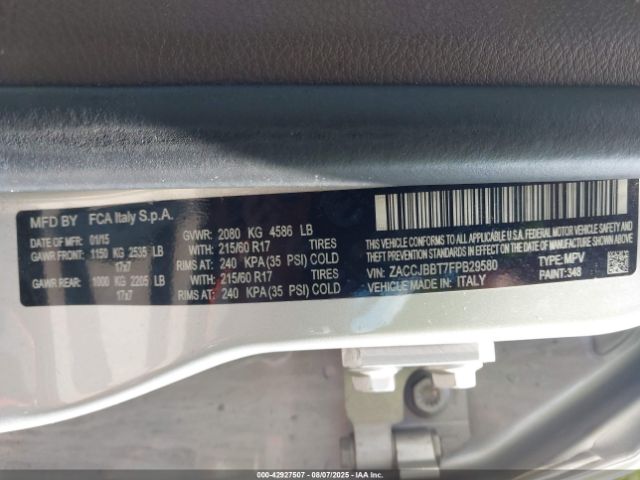 MFD BY FCA Italy S.p.A.
DATE OF MFR 01/15
GAWR FRONT: 1150 KG 2535 LB
17x7
GAWR REAR: 1000 KG 2205 LB
17x7
GVWR: 2080 KG 4586 LB
WITH: 215/60 R17 TIRES
RIMS AT: 240 KPA(35 PSI) COLD
WITH: 215/60 R17 TIRES
RIMS AT: 240 KPA(35 PSI) COLD
THIS VEHICLE CONFORMS TO ALL APPLICABLE U.S.A. FEDERAL MOTOR VEHICLE SAFETY, BUMPER AND
THEFT PREVENTION STANDARDS IN EFFECT ON THE DATE OF MANUFACTURE SHOWN ABOVE.
VIN: ZACCJBBT7FPB29580 TYPE: MPV
VEHICLE MADE IN: ITALY PAINT: 348
000-42927507 - 08/07/2025 - IAAI.com